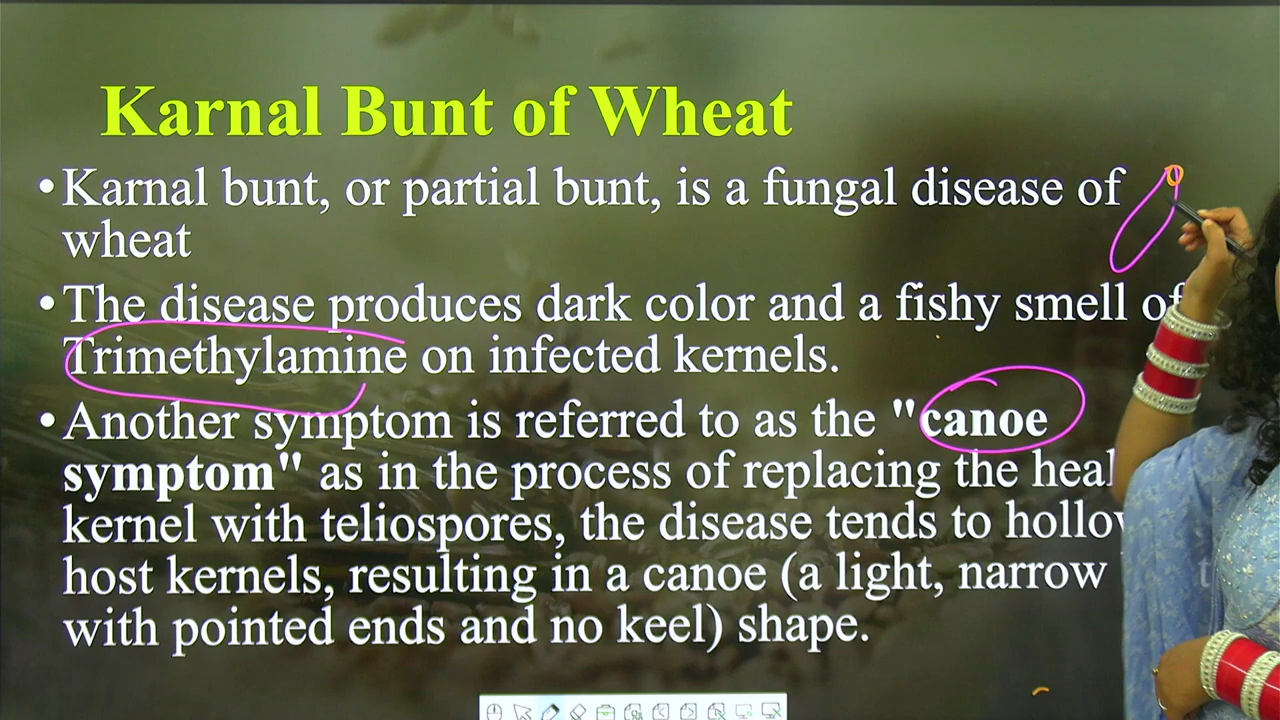 Karnal Bunt of Wheat
•Karnal bunt, or partial bunt, is a fungal disease of
wheat
•The disease produces dark color and a fishy smell of
Trimethylamine on infected kernels.
•Another symptom is referred to as the "canoe
symptom" as in the process of replacing the
kernel with teliospores, the disease tends to
host kernels, resulting in a canoe (a light, narrow
with pointed ends and no keel) shape.